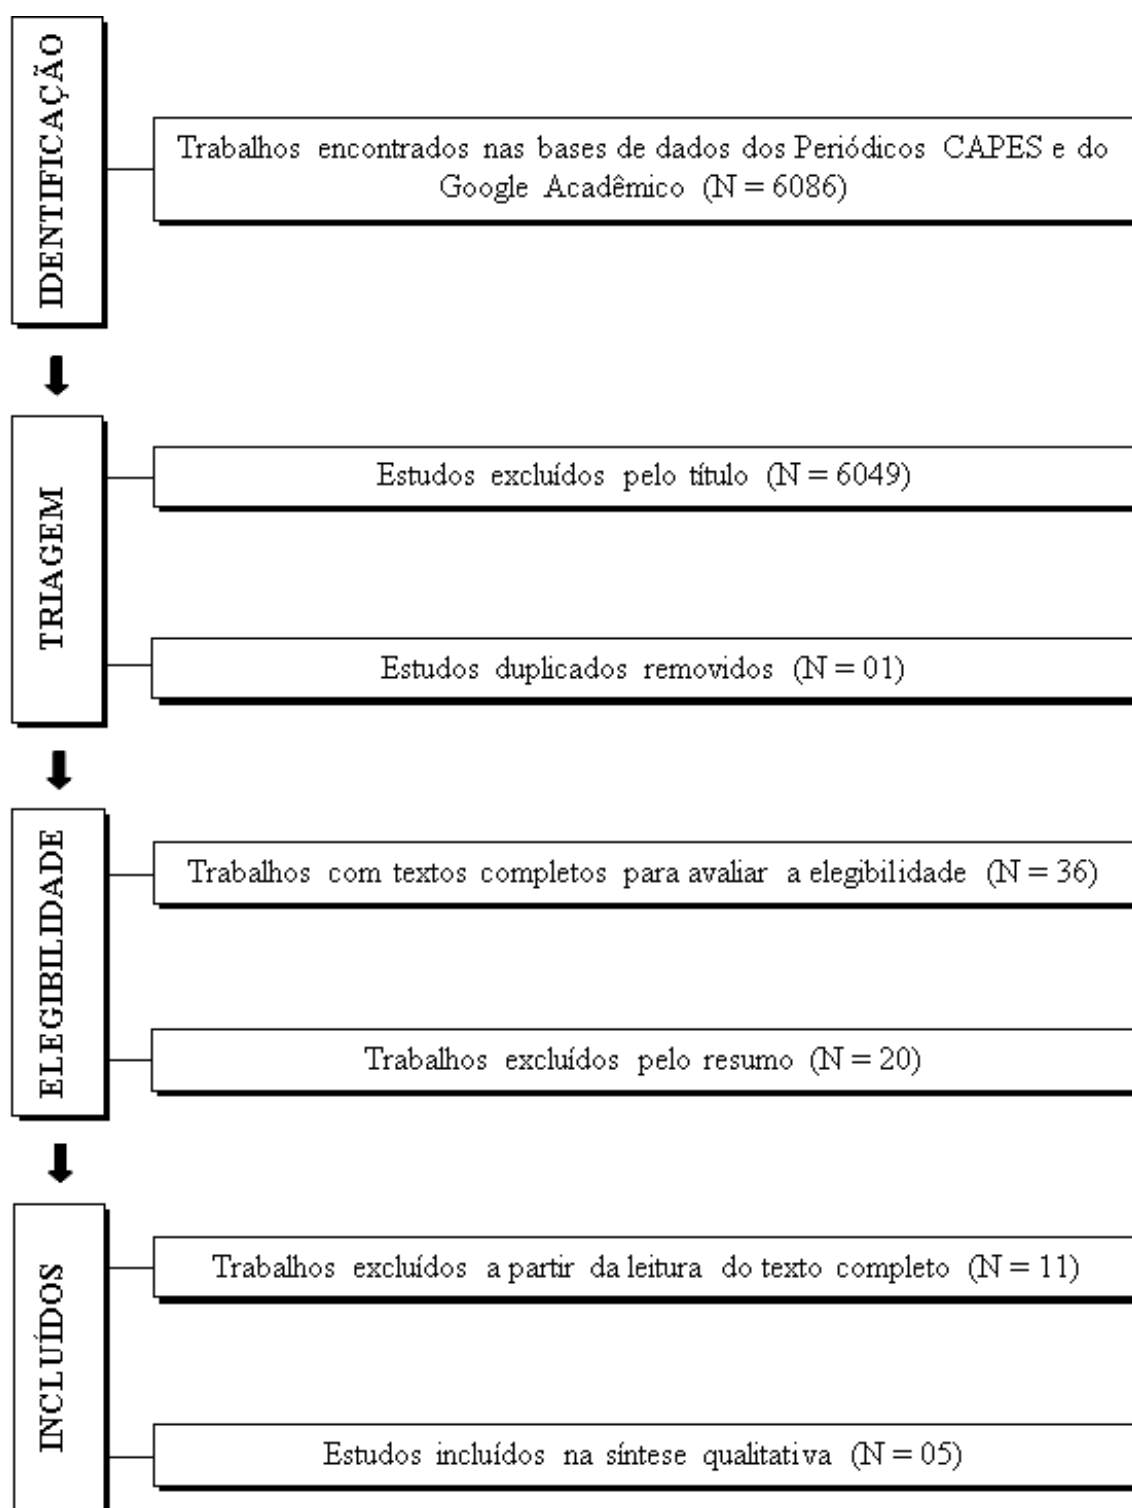 IDENTIFICAÇÃO
Trabalhos encontrados nas bases de dados dos Periódicos CAPES e do
Google Acadêmico (N = 6086)
TRIAGEM
Estudos excluídos pelo título (N = 6049)
Estudos duplicados removidos (N = 01)
ELEGIBILIDADE
Trabalhos com textos completos para avaliar a elegibilidade (N = 36)
Trabalhos excluídos pelo resumo (N = 20)
INCLUÍDOS
Trabalhos excluídos a partir da leitura do texto completo (N = 11)
Estudos incluídos na síntese qualitativa (N = 05)